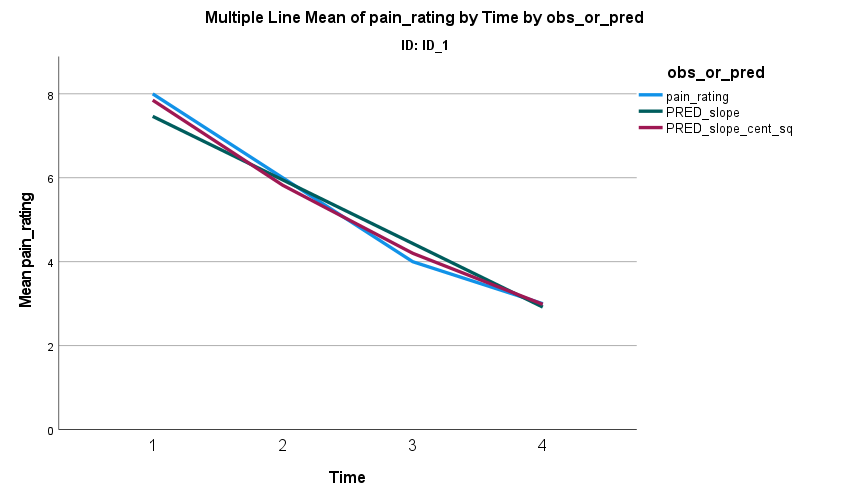 Multiple Line Mean of pain_rating by Time by obs_or_pred
ID: ID_1
obs_or_pred
pain_rating
PRED_slope
PRED_slope_cent_sq
Mean pain_rating
8
6
4
2
0
1 2 3 4
Time